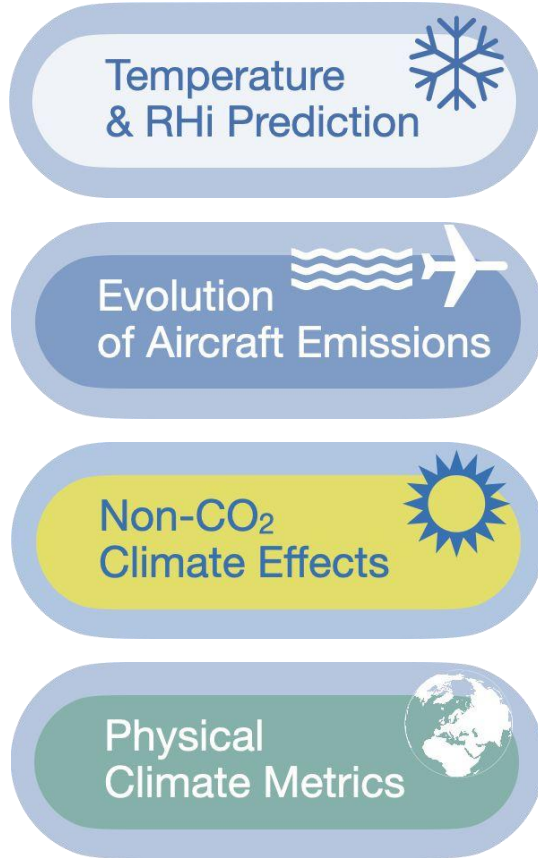 Temperature
& RHi Prediction
Evolution
of Aircraft Emissions
Non-CO₂
Climate Effects
Physical
Climate Metrics